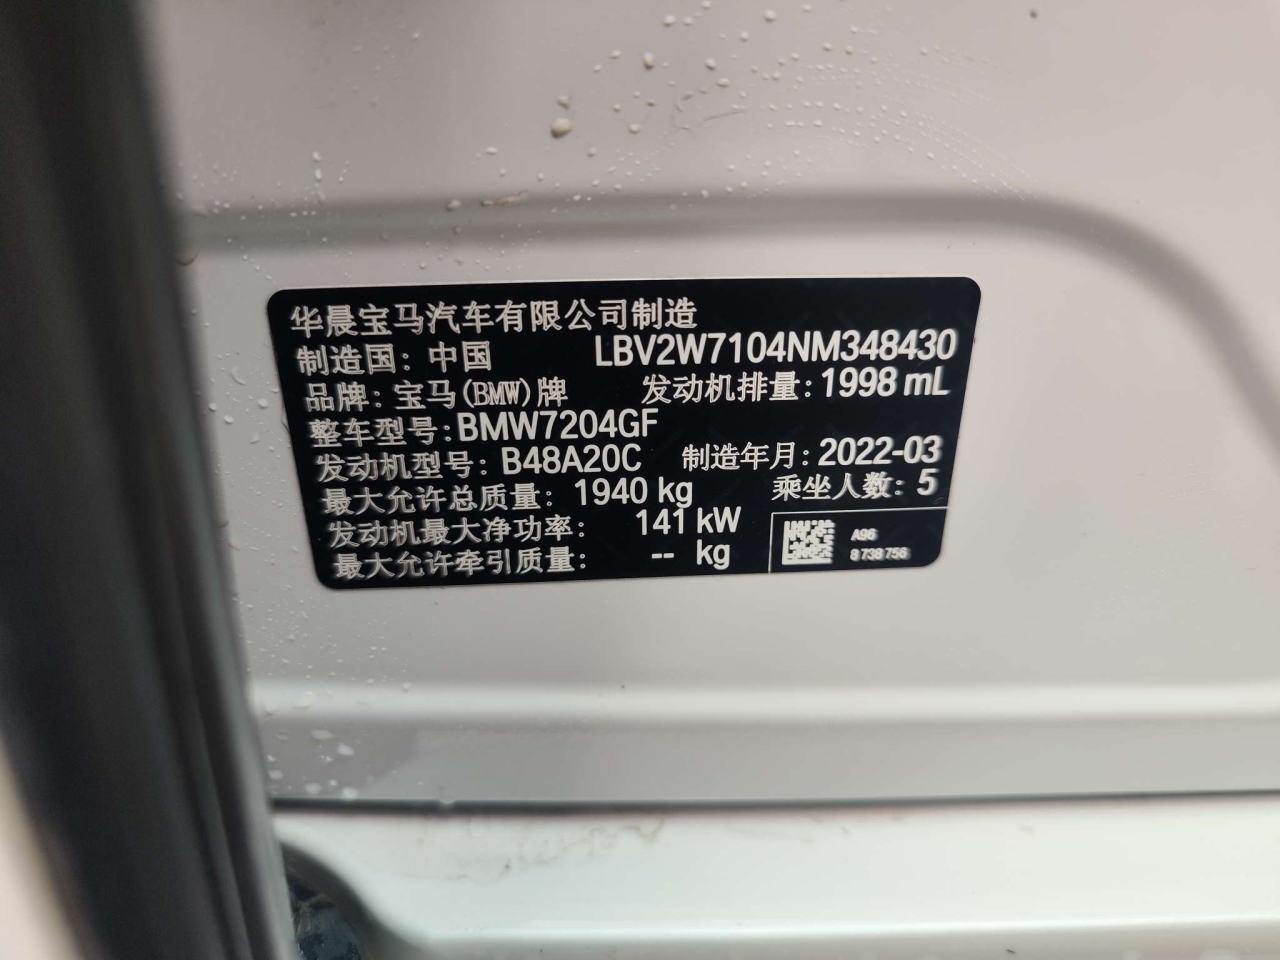 华晨宝马汽车有限公司制造
制造国: 中国 LBV2W7104NM348430
品牌: 宝马(BMW)牌 发动机排量: 1998 mL
整车型号: BMW7204GF
发动机型号: B48A20C 制造年月: 2022-03
最大允许总质量: 1940 kg 乘坐人数: 5
发动机最大净功率: 141 kW
最大允许牵引质量: -- kg
A96
8 738 756